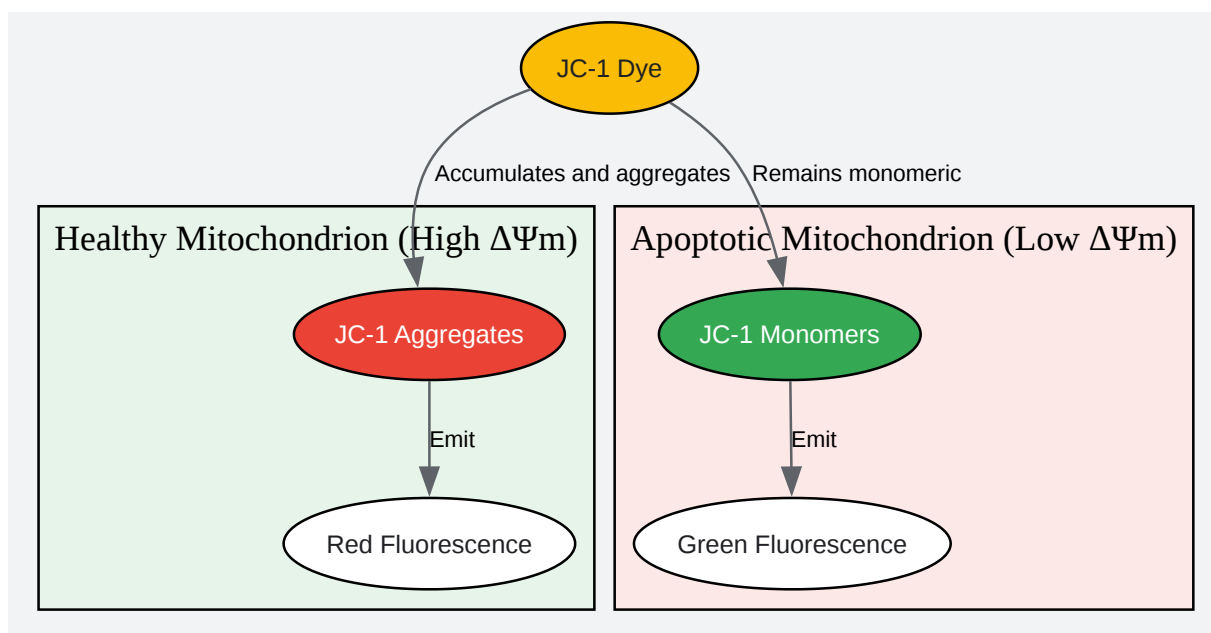 JC-1 Dye
Accumulates and aggregates
Remains monomeric
Healthy Mitochondrion (High ΔΨm)
Apoptotic Mitochondrion (Low ΔΨm)
JC-1 Aggregates
JC-1 Monomers
Emit
Emit
Red Fluorescence
Green Fluorescence